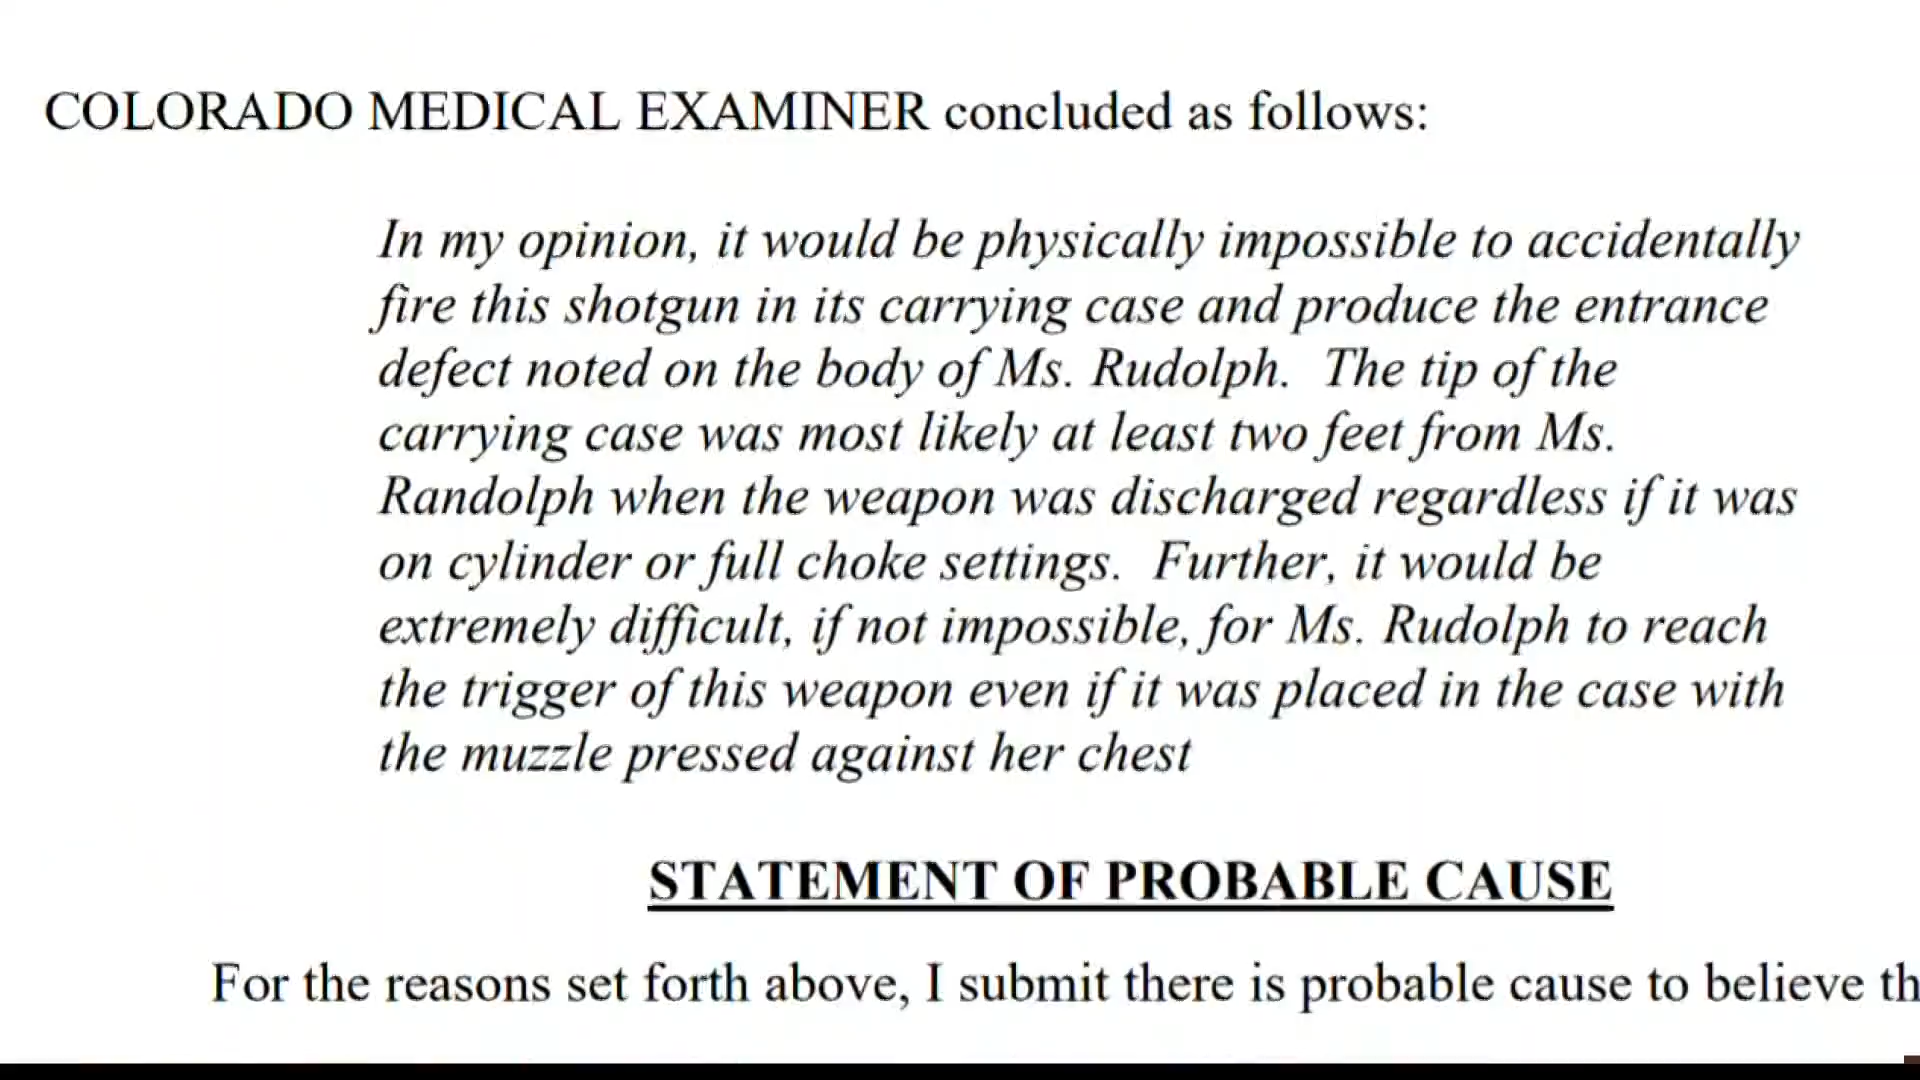 COLORADO MEDICAL EXAMINER concluded as follows:
In my opinion, it would be physically impossible to accidentally
fire this shotgun in its carrying case and produce the entrance
defect noted on the body of Ms. Rudolph. The tip of the
carrying case was most likely at least two feet from Ms.
Randolph when the weapon was discharged regardless if it was
on cylinder or full choke settings. Further, it would be
extremely difficult, if not impossible, for Ms. Rudolph to reach
the trigger of this weapon even if it was placed in the case with
the muzzle pressed against her chest
STATEMENT OF PROBABLE CAUSE
For the reasons set forth above, I submit there is probable cause to believe th